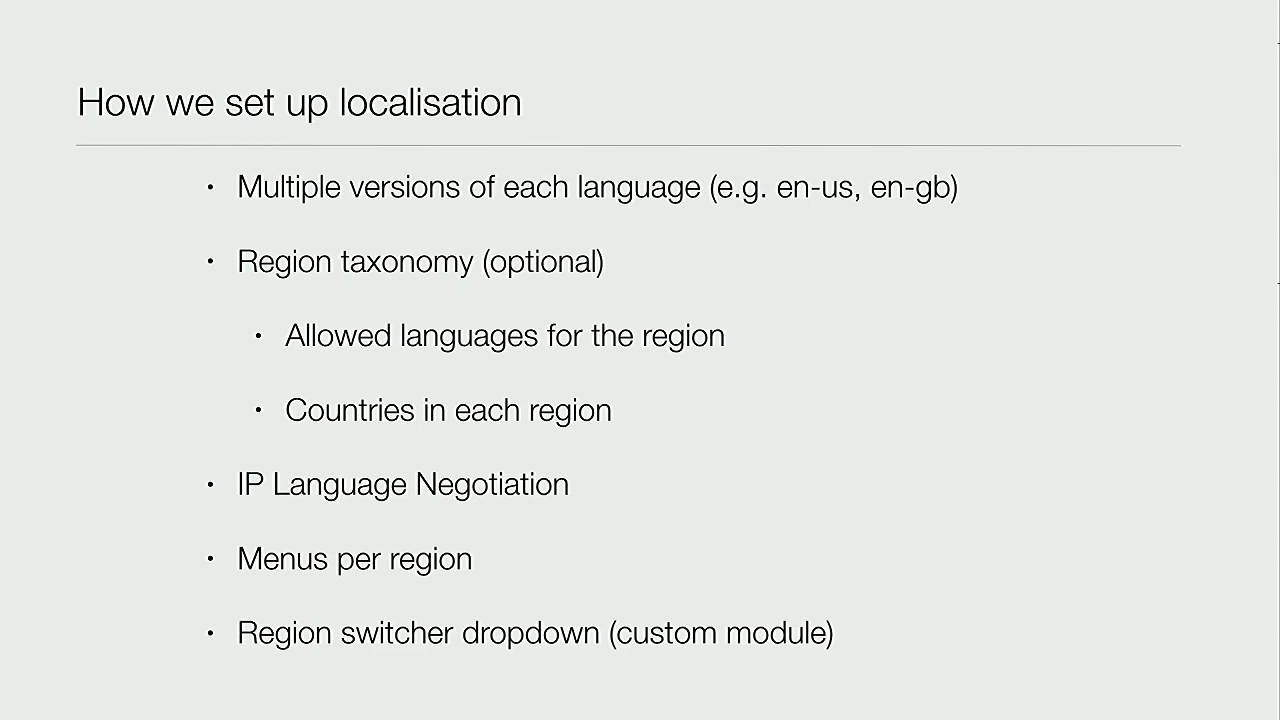 How we set up localisation
• Multiple versions of each language (e.g. en-us, en-gb)
• Region taxonomy (optional)
• Allowed languages for the region
• Countries in each region
• IP Language Negotiation
• Menus per region
• Region switcher dropdown (custom module)